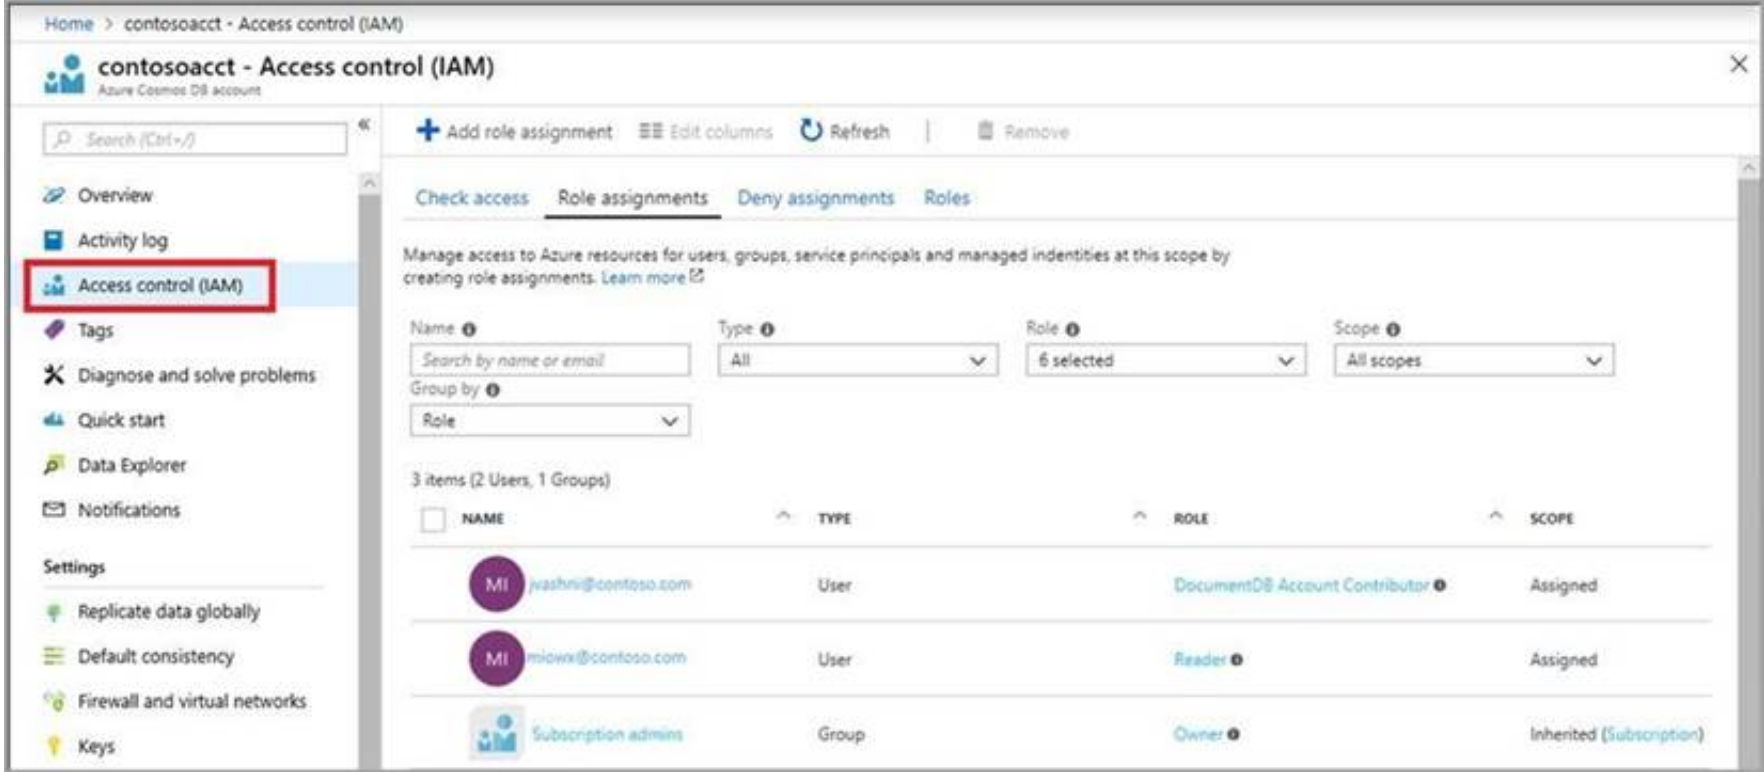 Home > contosoacct - Access control (IAM)
contosoacct - Access control (IAM)
Azure Cosmos DB account
Search (Ctrl+/)
Overview
Activity log
Access control (IAM)
Tags
Diagnose and solve problems
Quick start
Data Explorer
Notifications
Settings
Replicate data globally
Default consistency
Firewall and virtual networks
Keys
Add role assignment Edit columns Refresh | Remove
Check access Role assignments Deny assignments Roles
Manage access to Azure resources for users, groups, service principals and managed indentities at this scope by
creating role assignments. Learn more
Name Type Role Scope
Search by name or email All 6 selected All scopes
Group by
Role
3 items (2 Users, 1 Groups)
NAME TYPE ROLE SCOPE
MI jvashni@contoso.com User DocumentDB Account Contributor Assigned
MI miowx@contoso.com User Reader Assigned
Subscription admins Group Owner Inherited (Subscription)